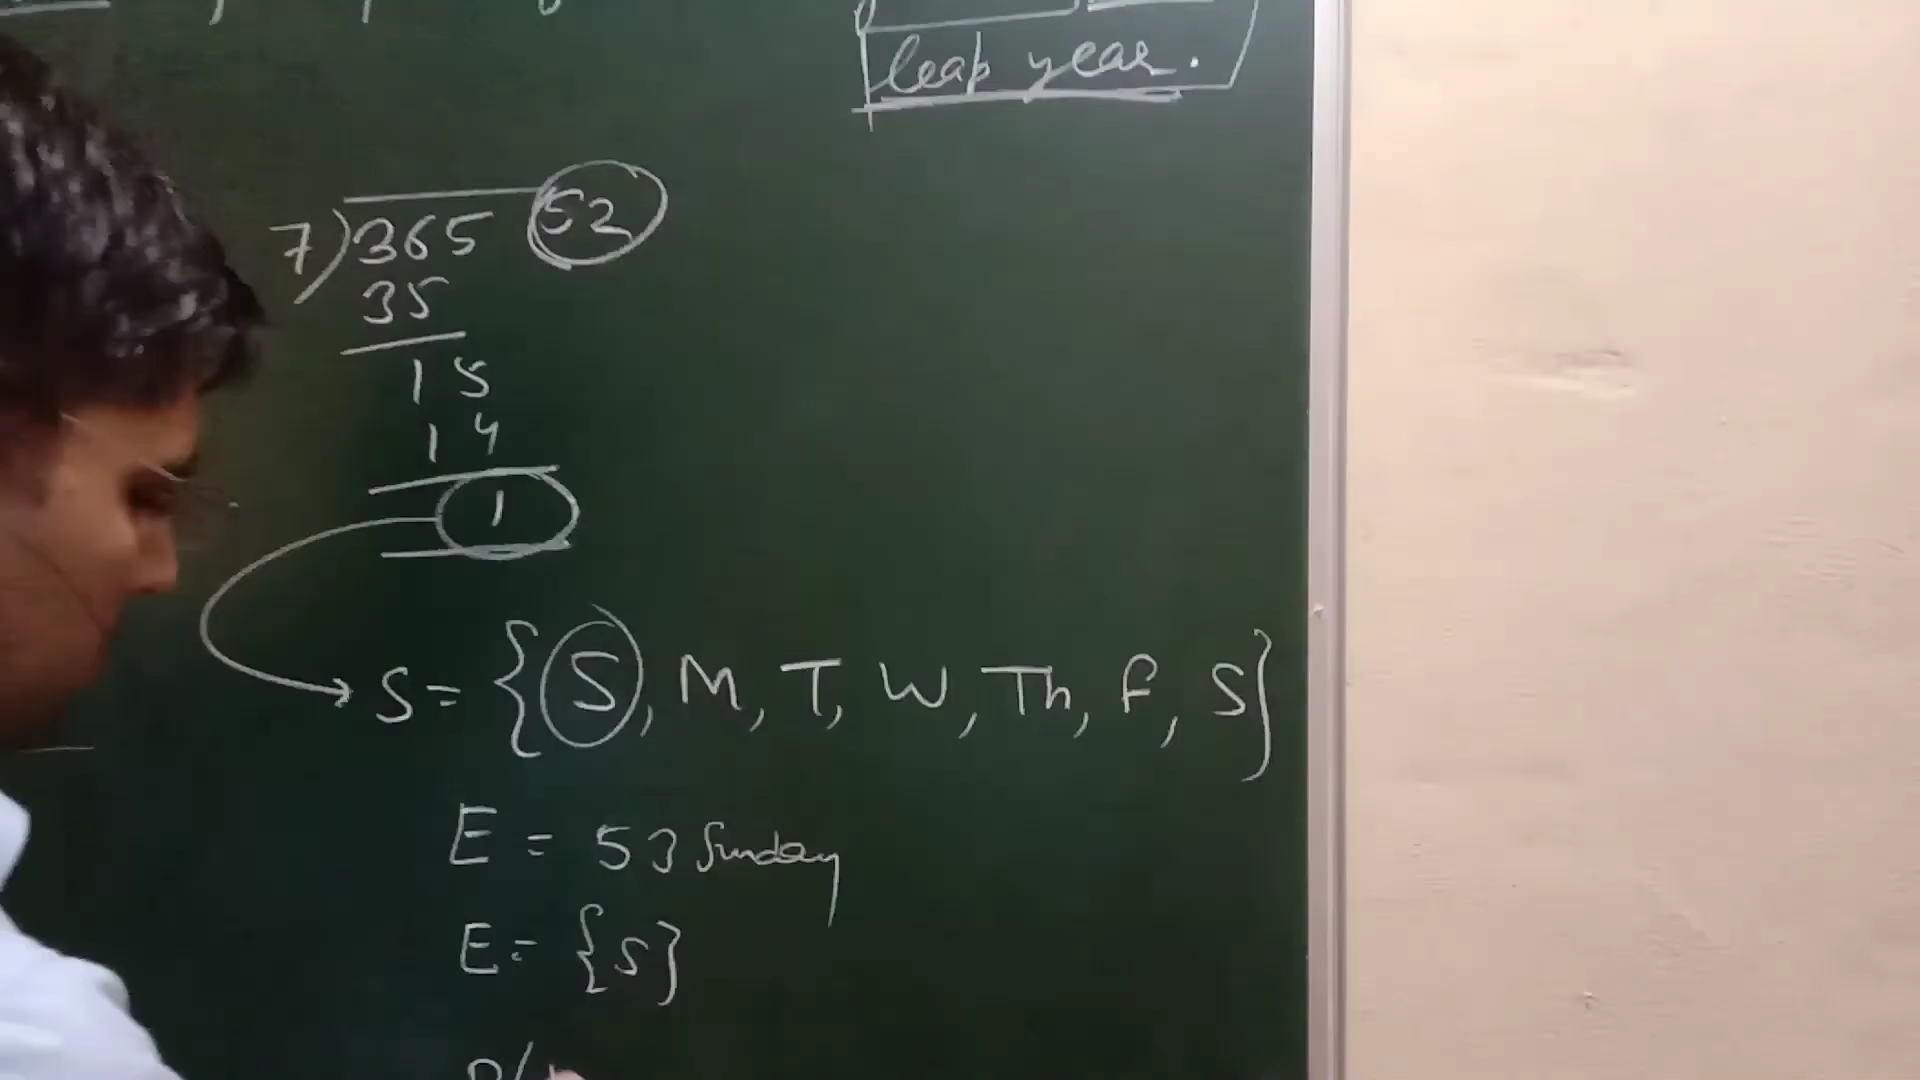 leap year.
7)365 52
35
15
14
1
S = {S, M, T, W, Th, F, S}
E = 53 Sunday
E = {S}
P(